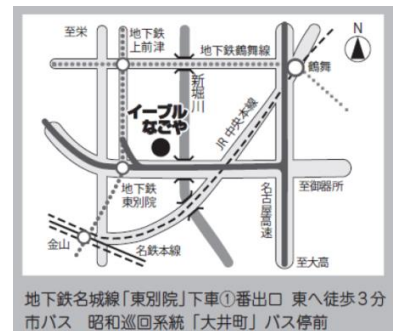 至栄
地下鉄
上前津
地下鉄鶴舞線
N
鶴舞
新堀川
イーブル
なごや
JR中央本線
地下鉄
東別院
名古屋高速
至御器所
金山
名鉄本線
至大高
地下鉄名城線「東別院」下車①番出口 東へ徒歩3分
市バス 昭和巡回系統「大井町」バス停前